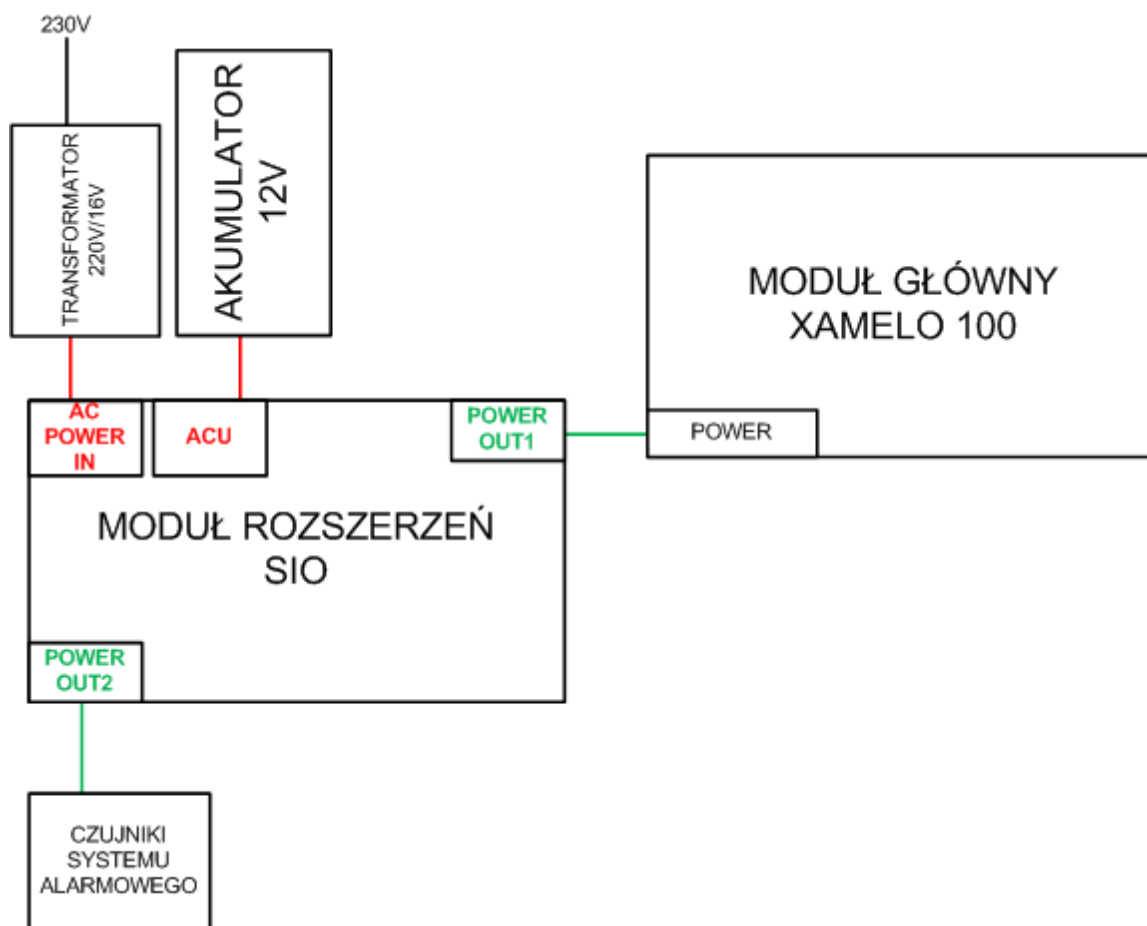 230V
TRANSFORMATOR
220V/16V
AKUMULATOR
12V
MODUŁ GŁÓWNY
XAMELO 100
POWER
AC
POWER
IN
ACU
POWER
OUT1
MODUŁ ROZSZERZEŃ
SIO
POWER
OUT2
CZUJNIKI
SYSTEMU
ALARMOWEGO